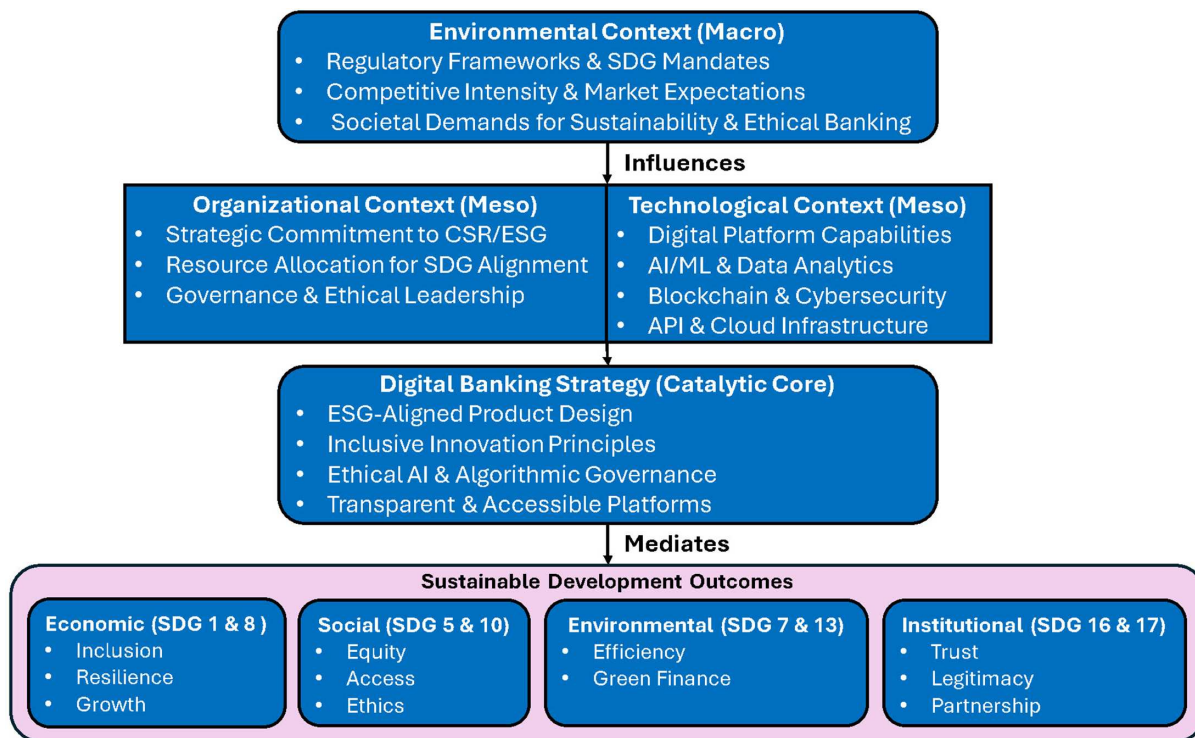 Environmental Context (Macro)
• Regulatory Frameworks & SDG Mandates
• Competitive Intensity & Market Expectations
• Societal Demands for Sustainability & Ethical Banking
Influences
Organizational Context (Meso)
• Strategic Commitment to CSR/ESG
• Resource Allocation for SDG Alignment
• Governance & Ethical Leadership
Technological Context (Meso)
• Digital Platform Capabilities
• AI/ML & Data Analytics
• Blockchain & Cybersecurity
• API & Cloud Infrastructure
Digital Banking Strategy (Catalytic Core)
• ESG-Aligned Product Design
• Inclusive Innovation Principles
• Ethical AI & Algorithmic Governance
• Transparent & Accessible Platforms
Mediates
Sustainable Development Outcomes
Economic (SDG 1 & 8 )
• Inclusion
• Resilience
• Growth
Social (SDG 5 & 10)
• Equity
• Access
• Ethics
Environmental (SDG 7 & 13)
• Efficiency
• Green Finance
Institutional (SDG 16 & 17)
• Trust
• Legitimacy
• Partnership